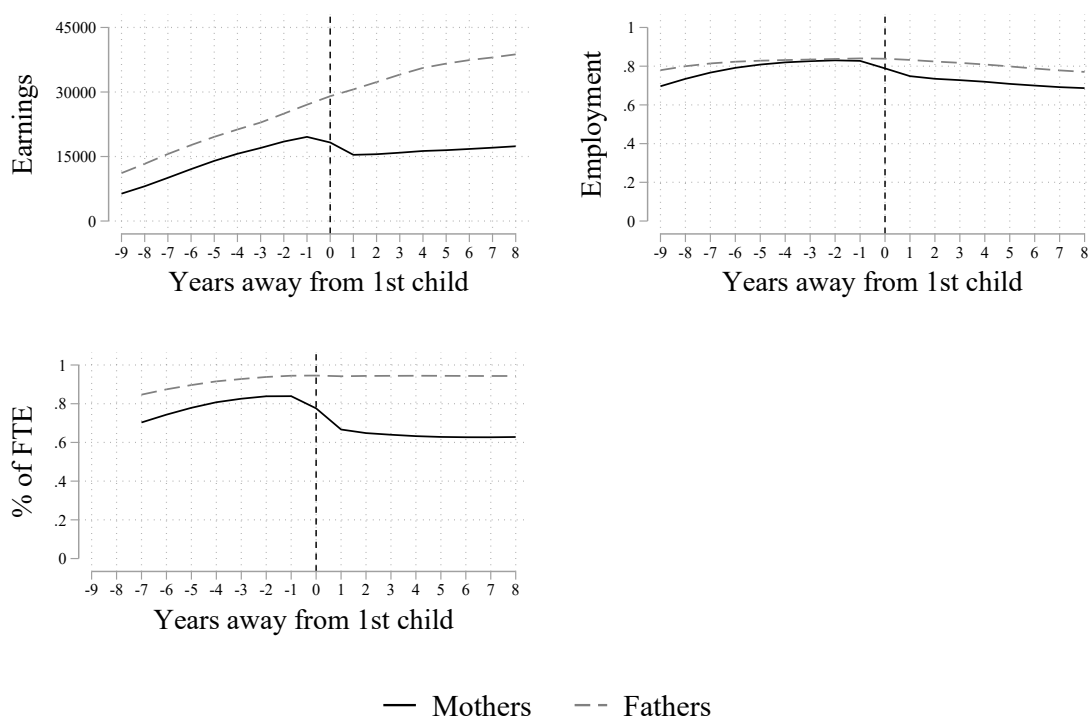 Earnings
45000
30000
15000
0
-9 -8 -7 -6 -5 -4 -3 -2 -1 0 1 2 3 4 5 6 7 8
Years away from 1st child
Employment
1
.8
.6
.4
.2
0
-9 -8 -7 -6 -5 -4 -3 -2 -1 0 1 2 3 4 5 6 7 8
Years away from 1st child
% of FTE
1
.8
.6
.4
.2
0
-9 -8 -7 -6 -5 -4 -3 -2 -1 0 1 2 3 4 5 6 7 8
Years away from 1st child
Mothers Fathers